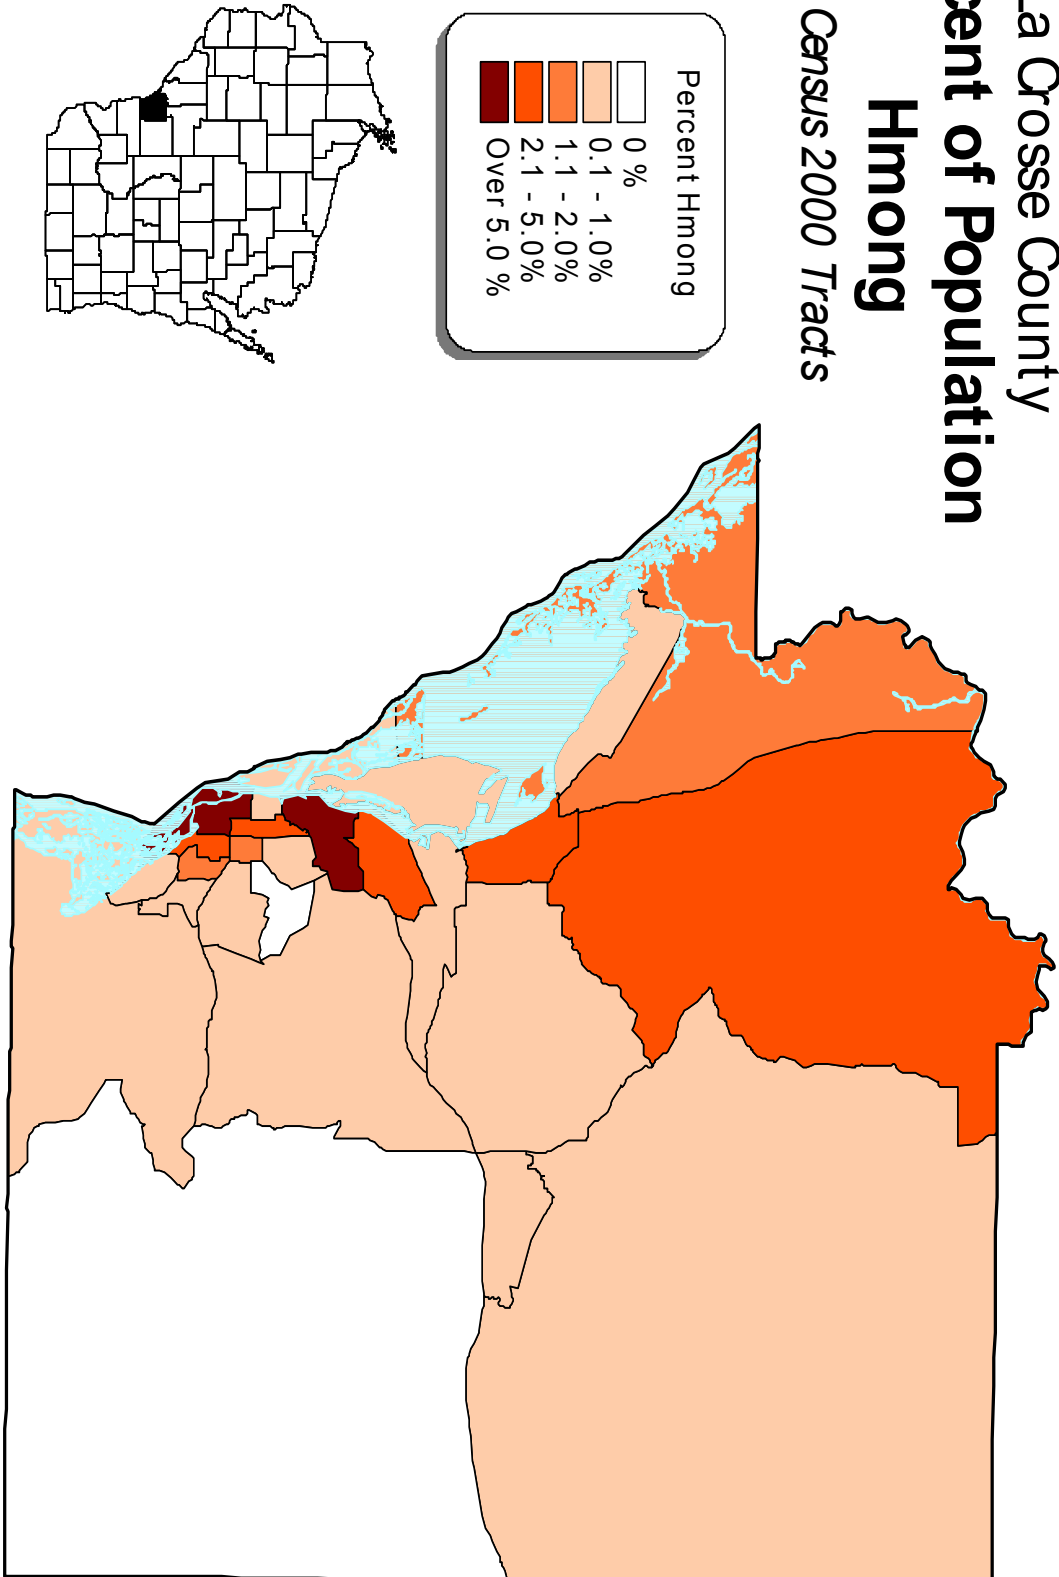 La Crosse County
cent of Population
Hmong
Census 2000 Tracts
Percent Hmong
0 %
0.1 - 1.0%
1.1 - 2.0%
2.1 - 5.0%
Over 5.0 %